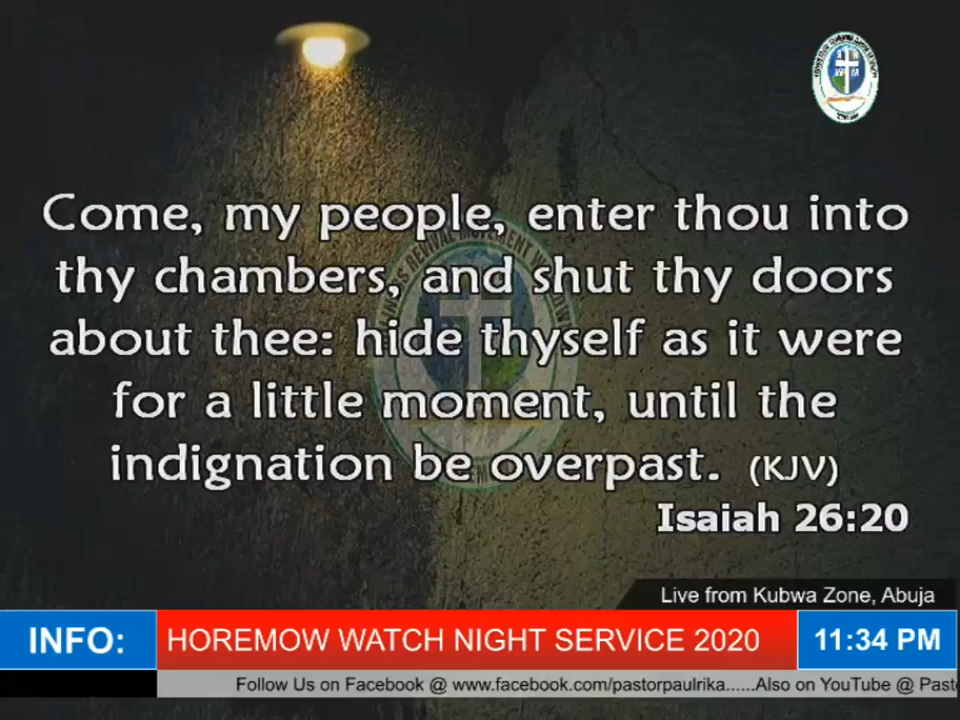 Come, my people, enter thou into
thy chambers, and shut thy doors
about thee: hide thyself as it were
for a little moment, until the
indignation be overpast. (KJV)
Isaiah 26:20
Live from Kubwa Zone, Abuja
INFO: HOREMOW WATCH NIGHT SERVICE 2020 11:34 PM
Follow Us on Facebook @ www.facebook.com/pastorpaulrika......Also on YouTube @ Past